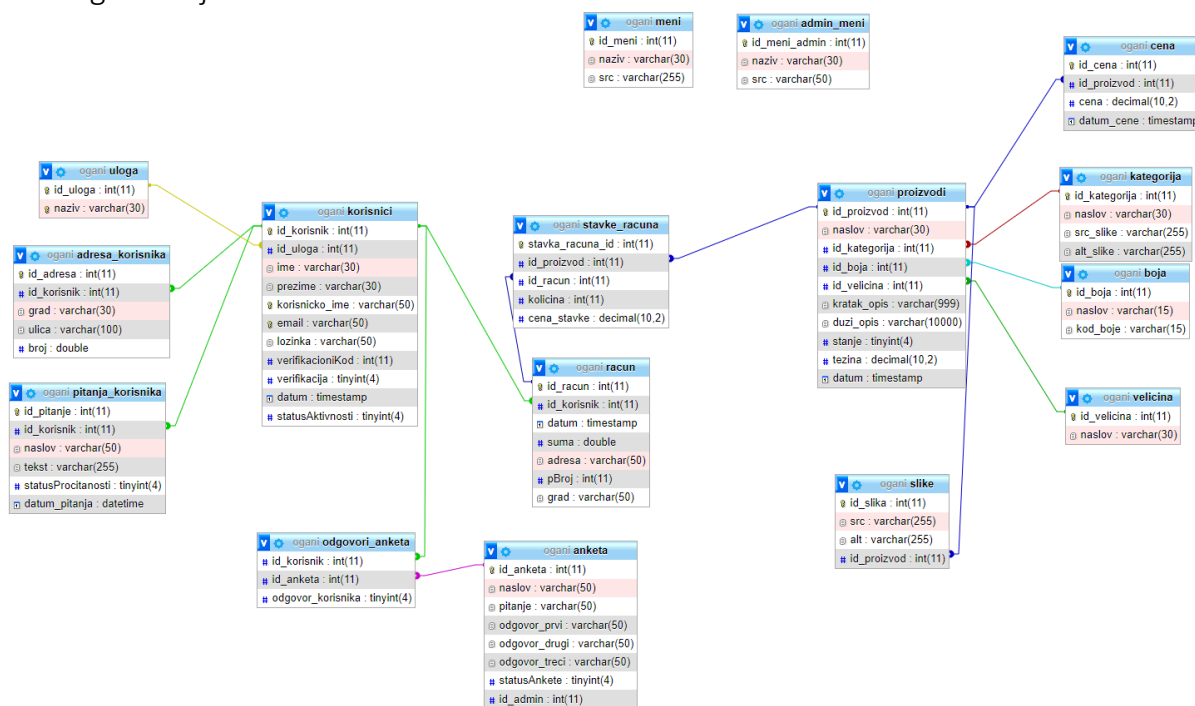 ogani meni
id_meni : int(11)
naziv : varchar(30)
src : varchar(255)
ogani admin_meni
id_meni_admin : int(11)
naziv : varchar(30)
src : varchar(50)
ogani cena
id_cena : int(11)
id_proizvod : int(11)
cena : decimal(10,2)
datum_cene : timestamp
ogani uloga
id_uloga : int(11)
naziv : varchar(30)
ogani korisnici
id_korisnik : int(11)
id_uloga : int(11)
ime : varchar(30)
prezime : varchar(30)
korisnicko_ime : varchar(50)
email : varchar(50)
lozinka : varchar(50)
verifikacioniKod : int(11)
verifikacija : tinyint(4)
datum : timestamp
statusAktivnosti : tinyint(4)
ogani stavke_racuna
stavka_racuna_id : int(11)
id_proizvod : int(11)
id_racun : int(11)
kolicina : int(11)
cena_stavke : decimal(10,2)
ogani proizvodi
id_proizvod : int(11)
naslov : varchar(30)
id_kategorija : int(11)
id_boja : int(11)
id_velicina : int(11)
kratak_opis : varchar(999)
duzi_opis : varchar(10000)
stanje : tinyint(4)
tezina : decimal(10,2)
datum : timestamp
ogani kategorija
id_kategorija : int(11)
naslov : varchar(30)
src_slike : varchar(255)
alt_slike : varchar(255)
ogani adresa_korisnika
id_adresa : int(11)
id_korisnik : int(11)
grad : varchar(30)
ulica : varchar(100)
broj : double
ogani boja
id_boja : int(11)
naslov : varchar(15)
kod_boje : varchar(15)
ogani racun
id_racun : int(11)
id_korisnik : int(11)
datum : timestamp
suma : double
adresa : varchar(50)
pBroj : int(11)
grad : varchar(50)
ogani pitanja_korisnika
id_pitanje : int(11)
id_korisnik : int(11)
naslov : varchar(50)
tekst : varchar(255)
statusProcitanosti : tinyint(4)
datum_pitanja : datetime
ogani velicina
id_velicina : int(11)
naslov : varchar(30)
ogani slike
id_slika : int(11)
src : varchar(255)
alt : varchar(255)
id_proizvod : int(11)
ogani odgovori_anketa
id_korisnik : int(11)
id_anketa : int(11)
odgovor_korisnika : tinyint(4)
ogani anketa
id_anketa : int(11)
naslov : varchar(50)
pitanje : varchar(50)
odgovor_prvi : varchar(50)
odgovor_drugi : varchar(50)
odgovor_treci : varchar(50)
statusAnkete : tinyint(4)
id_admin : int(11)